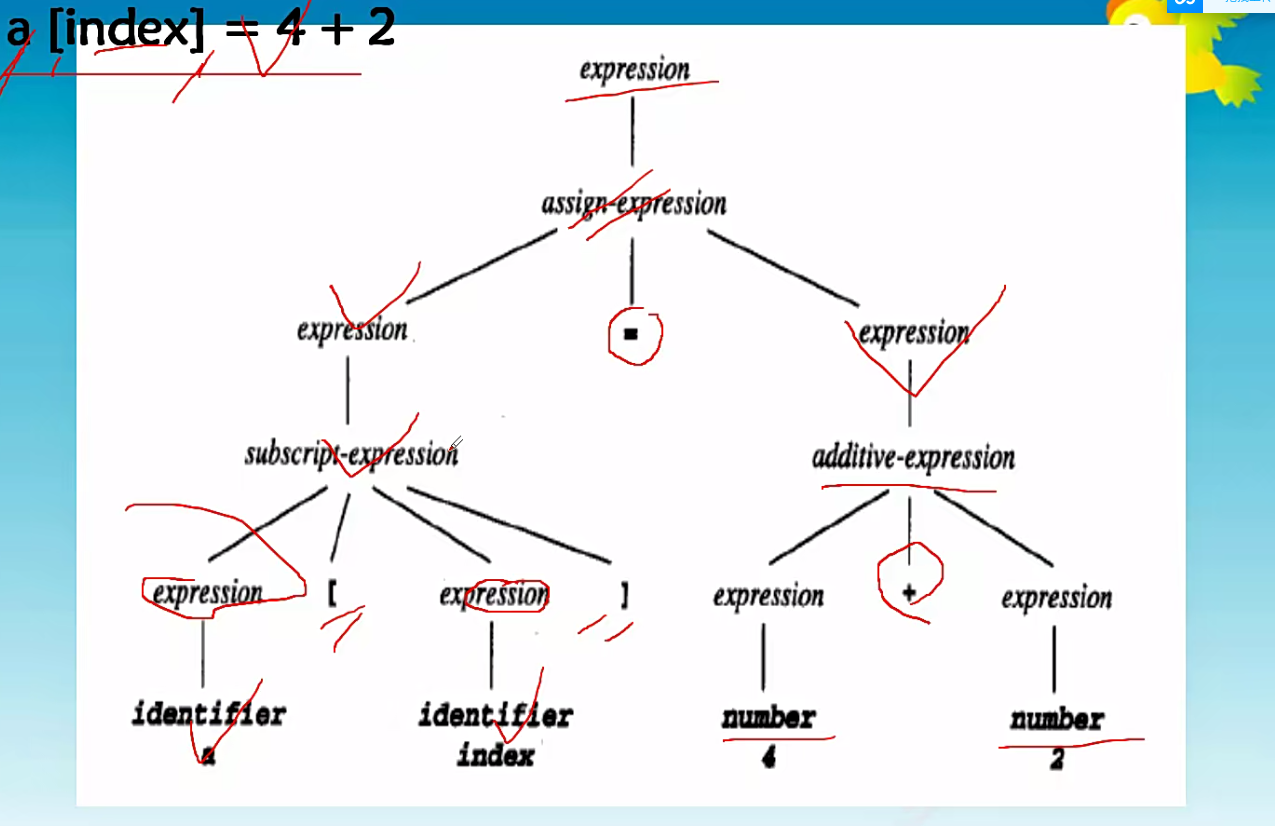 a [index] = 4 + 2
expression
assign-expression
expression = expression
subscript-expression additive-expression
expression [ expression ] expression + expression
identifier identifier number number
a index 4 2